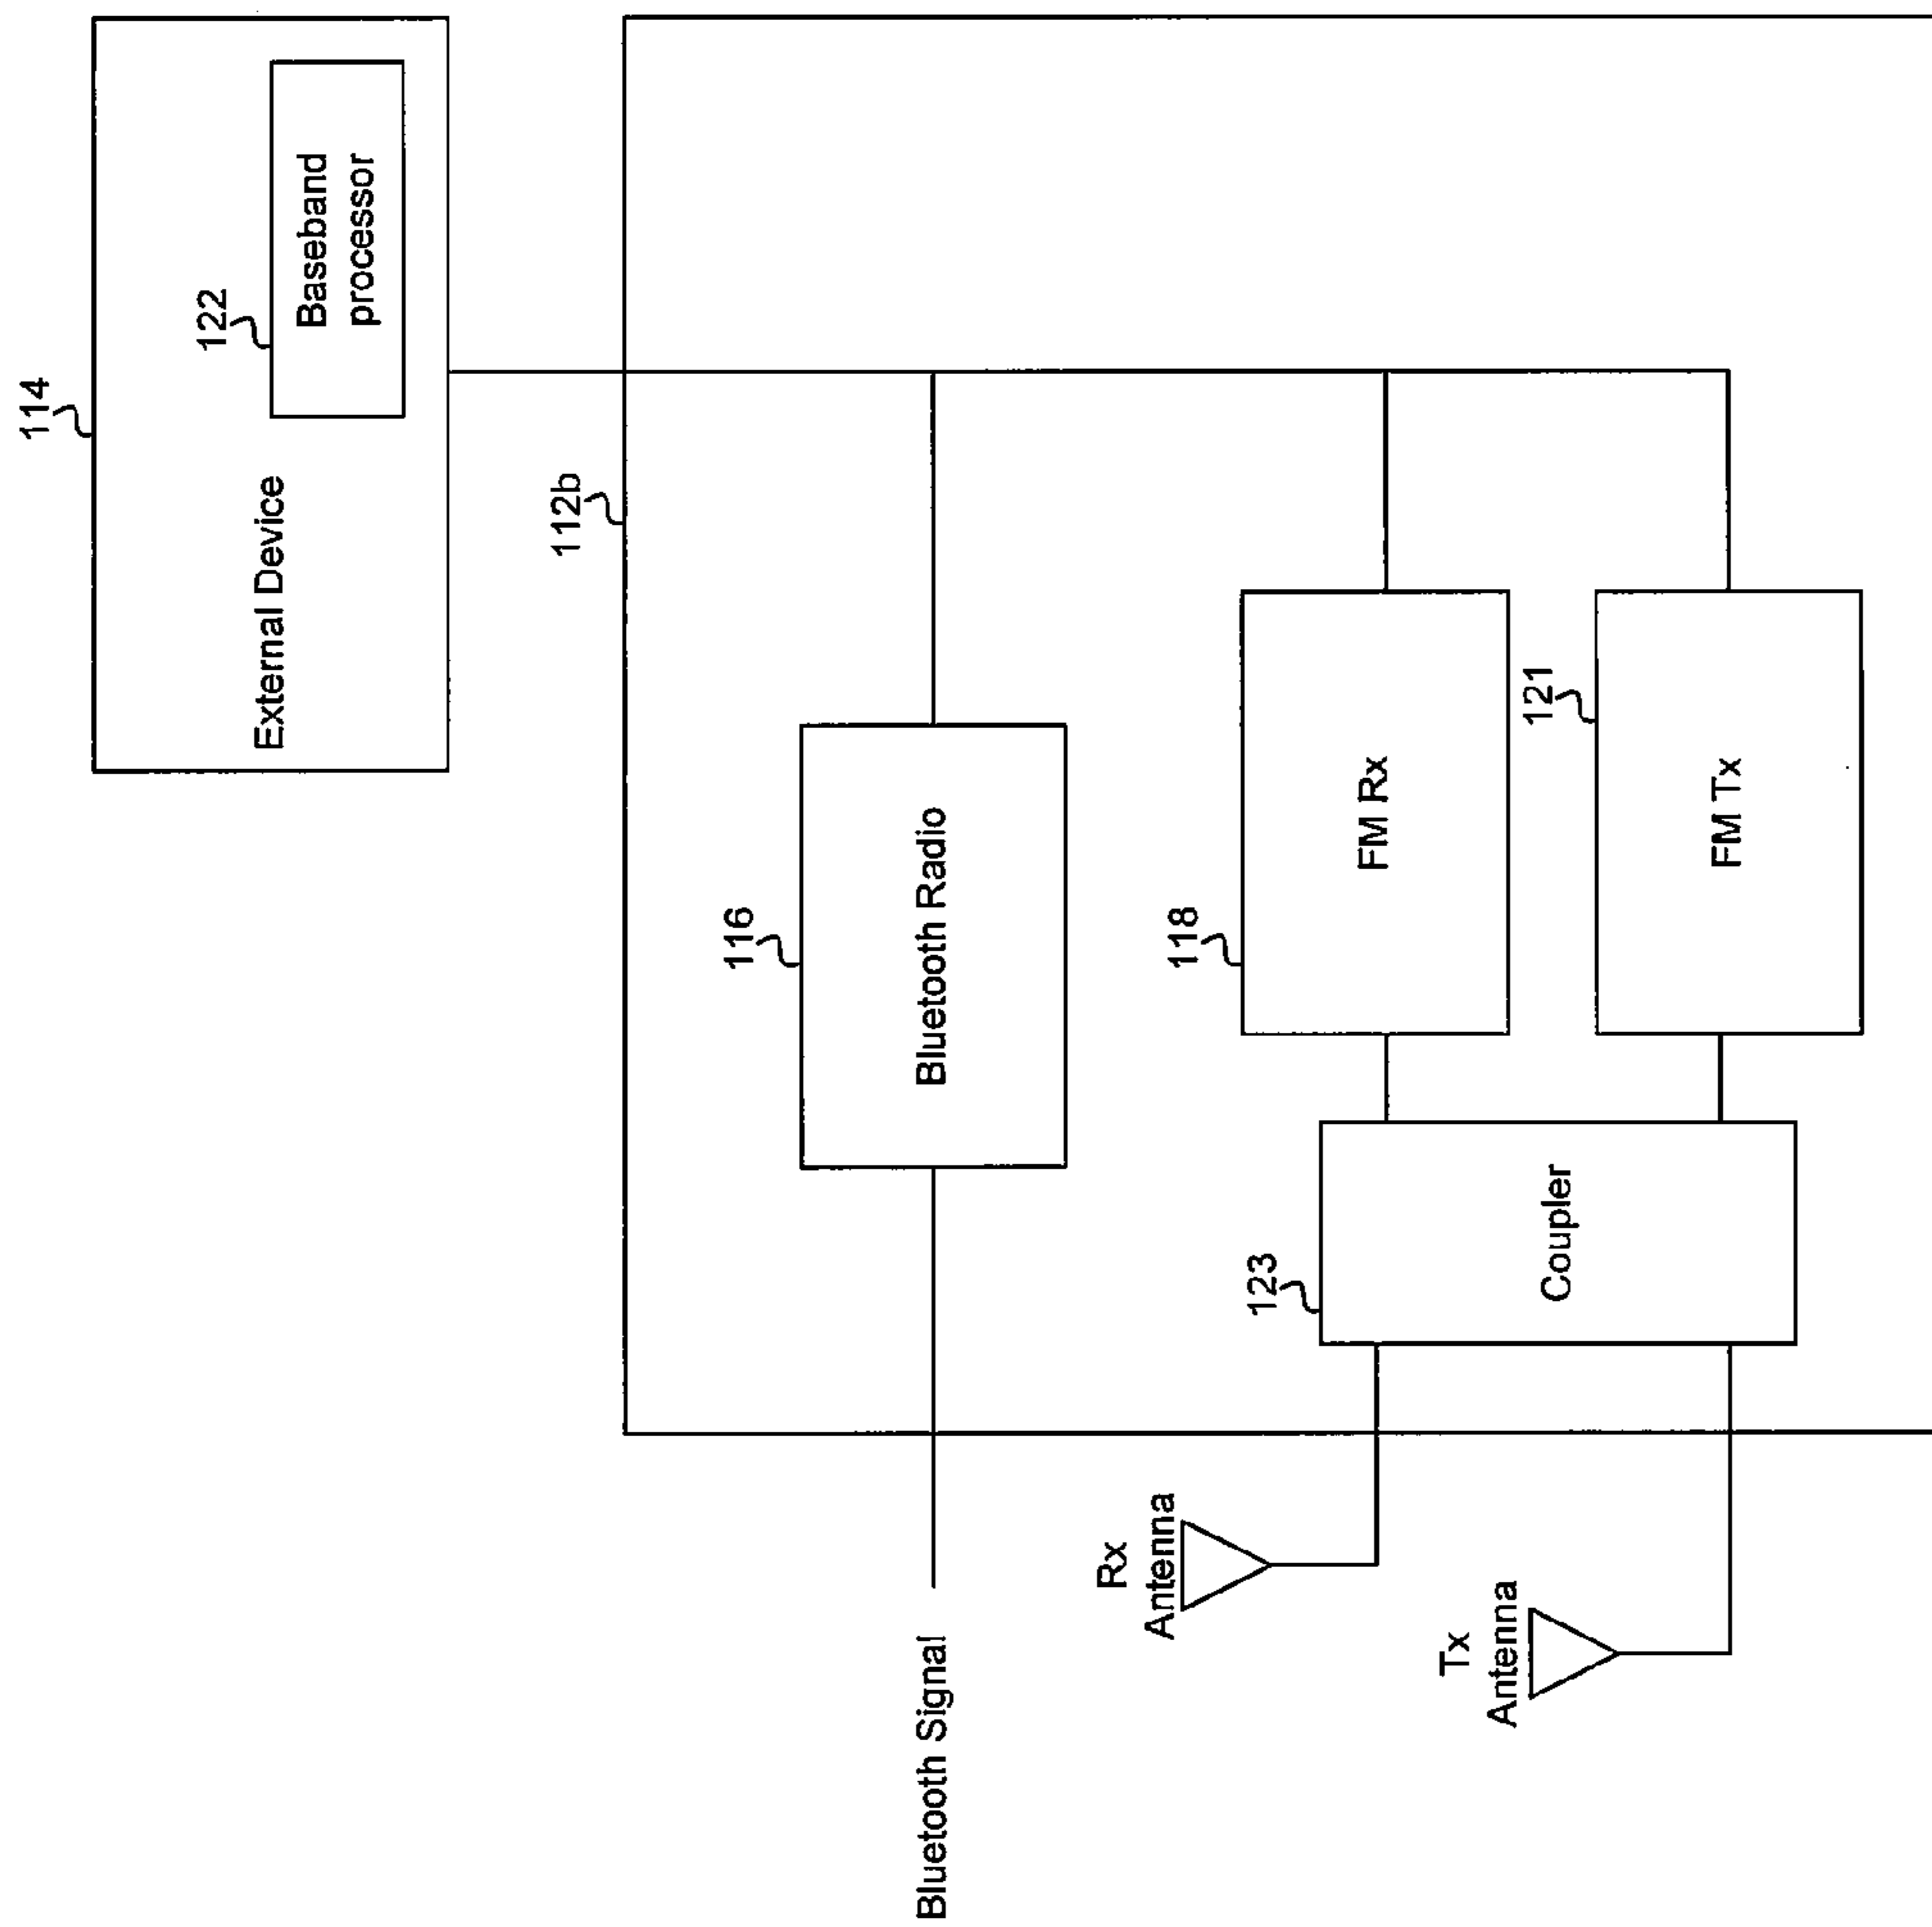 114
122
Baseband
processor
External Device
112b
116
Bluetooth Radio
Bluetooth Signal
118
FM Rx
123
Coupler
Rx
Antenna
121
FM Tx
Tx
Antenna